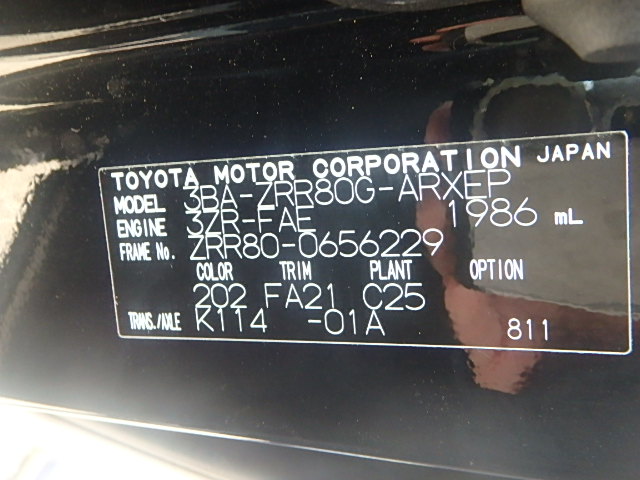 TOYOTA MOTOR CORPORATION JAPAN
MODEL 3BA-ZRR80G-ARXEP
ENGINE 3ZR-FAE 1986 mL
FRAME No. ZRR80-0656229
COLOR TRIM PLANT OPTION
202 FA21 C25
TRANS./AXLE K114 -01A 811